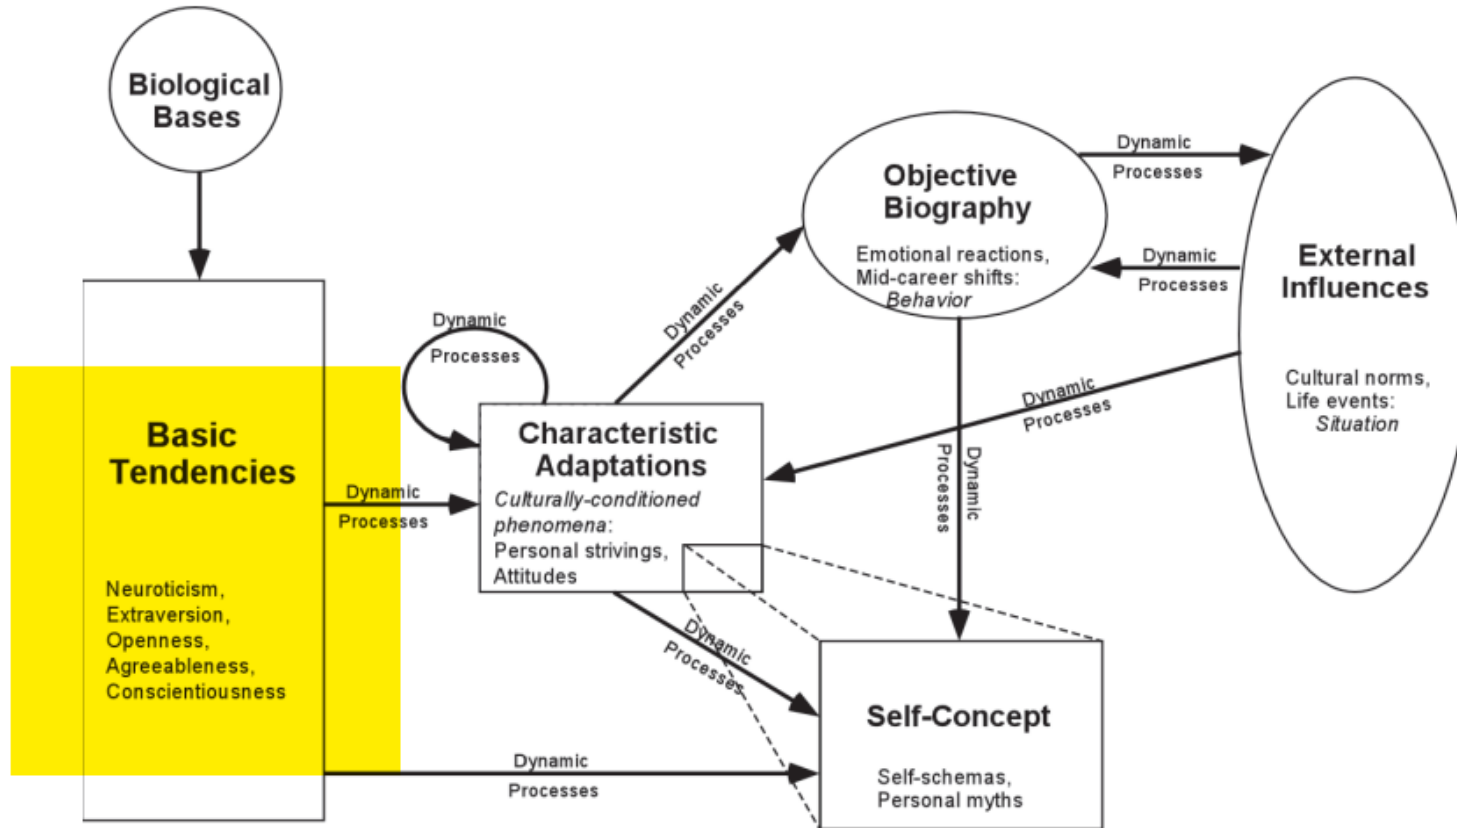 Biological
Bases
Basic
Tendencies
Neuroticism,
Extraversion,
Openness,
Agreeableness,
Conscientiousness
Dynamic
Processes
Dynamic
Processes
Characteristic
Adaptations
Culturally-conditioned
phenomena:
Personal strivings,
Attitudes
Dynamic
Processes
Objective
Biography
Emotional reactions,
Mid-career shifts:
Behavior
Dynamic
Processes
Dynamic
Processes
External
Influences
Cultural norms,
Life events:
Situation
Dynamic
Processes
Dynamic
Processes
Dynamic
Processes
Dynamic
Processes
Self-Concept
Self-schemas,
Personal myths